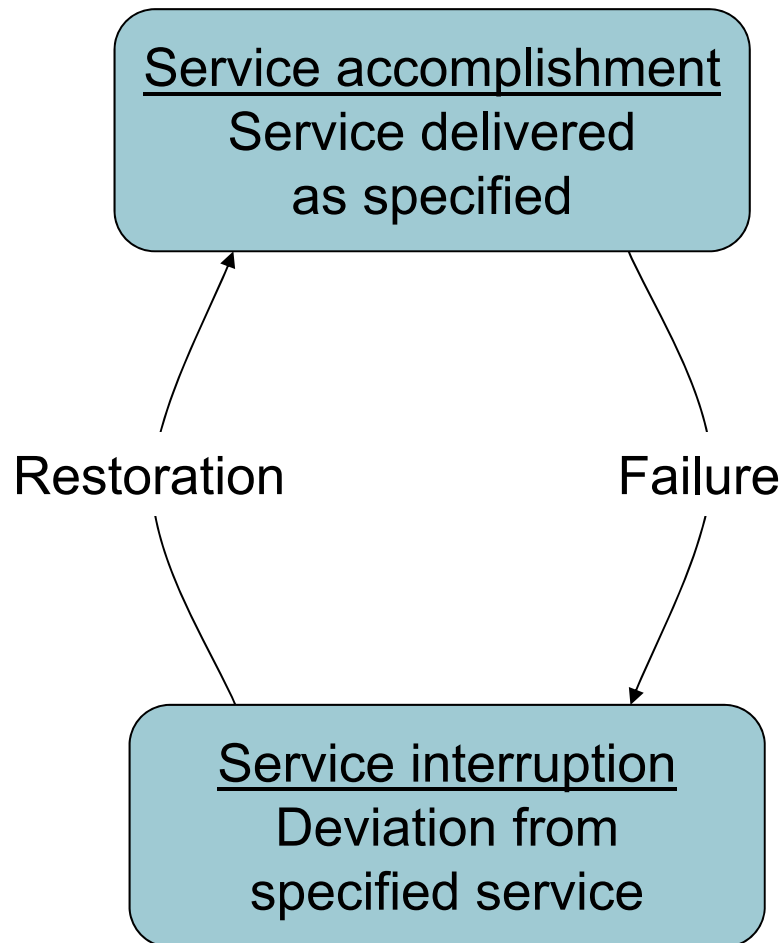 Service accomplishment
Service delivered
as specified
Restoration
Failure
Service interruption
Deviation from
specified service